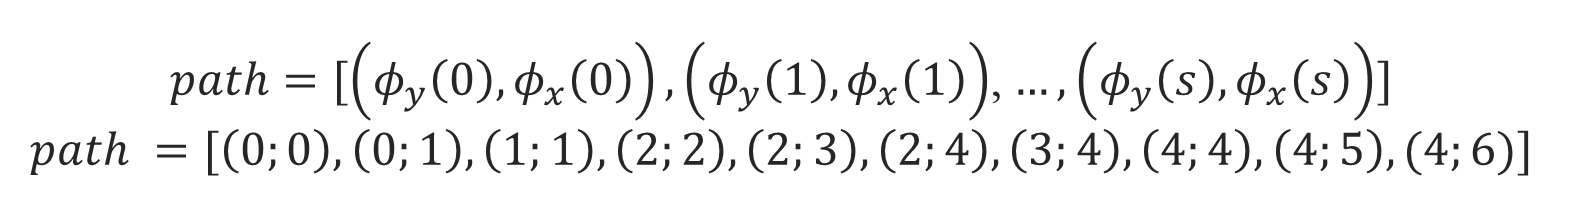 path = [(ϕ_y(0), ϕ_x(0)), (ϕ_y(1), ϕ_x(1)), ..., (ϕ_y(s), ϕ_x(s))]
path = [(0; 0), (0; 1), (1; 1), (2; 2), (2; 3), (2; 4), (3; 4), (4; 4), (4; 5), (4; 6)]